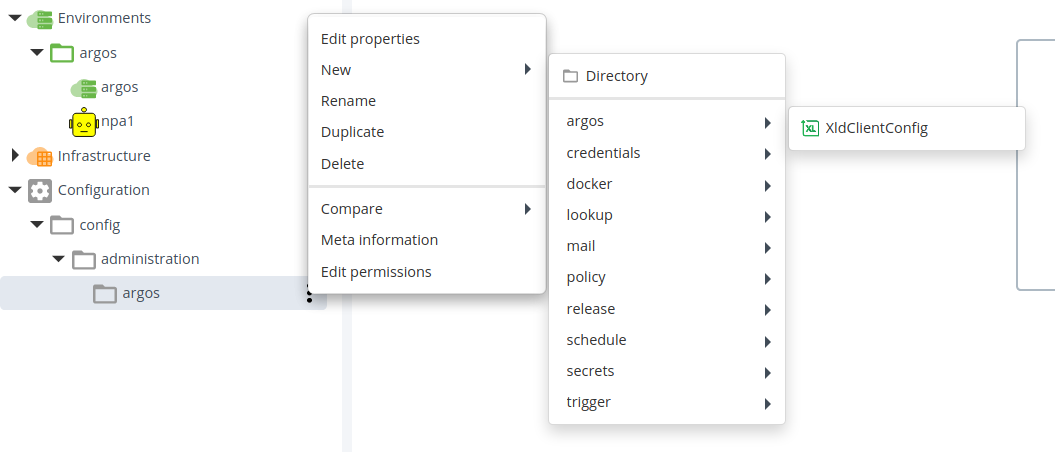 Environments
argos
argos
npa1
Infrastructure
Configuration
config
administration
argos
Edit properties
New
Rename
Duplicate
Delete
Compare
Meta information
Edit permissions
Directory
argos
credentials
docker
lookup
mail
policy
release
schedule
secrets
trigger
XL XldClientConfig